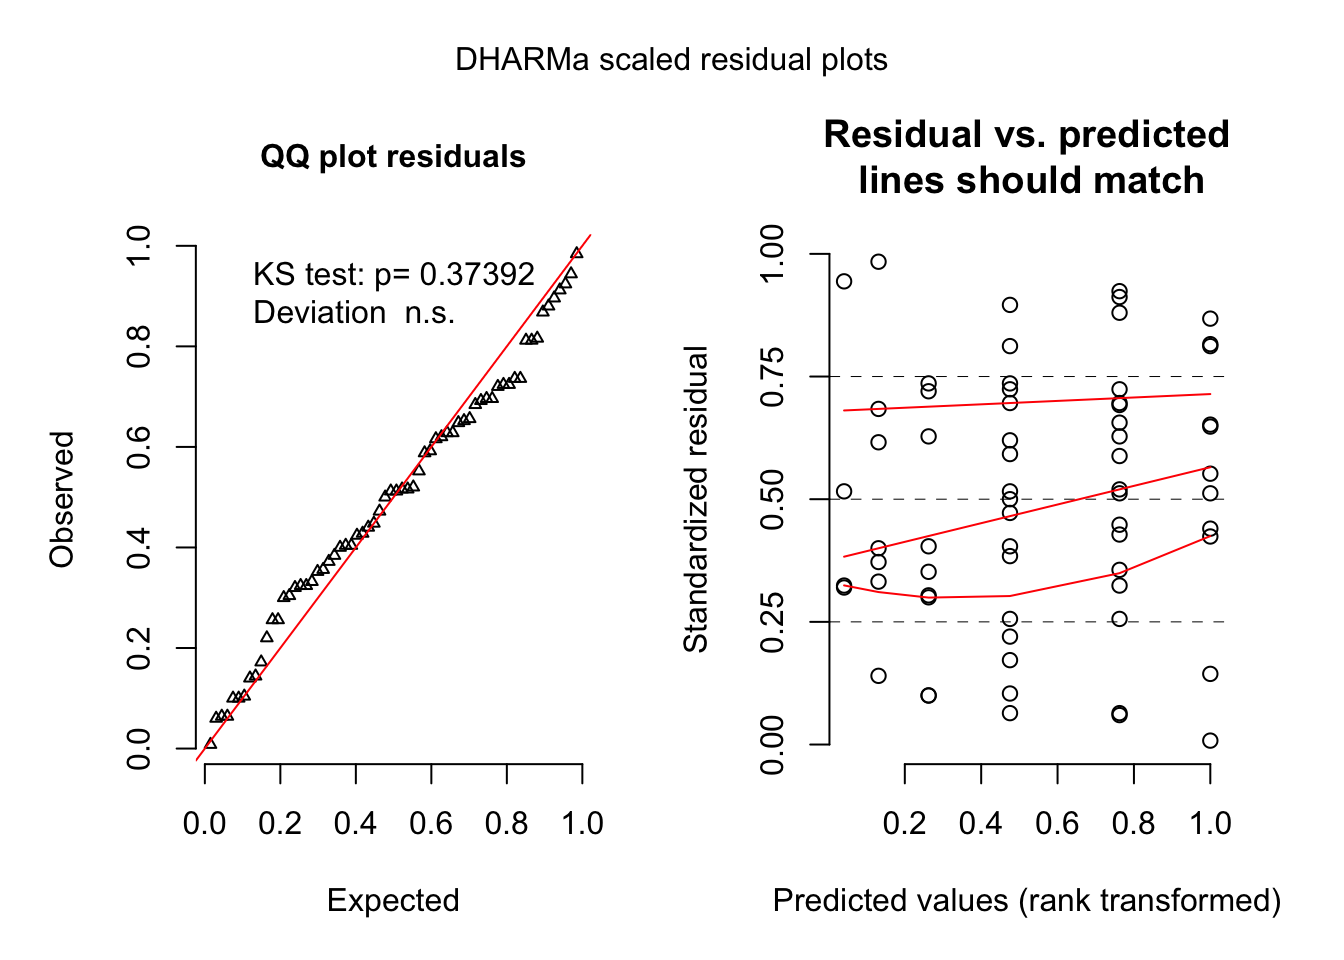 DHARMa scaled residual plots
QQ plot residuals
KS test: p= 0.37392
Deviation  n.s.
Observed
0.0 0.2 0.4 0.6 0.8 1.0
0.0 0.2 0.4 0.6 0.8 1.0
Expected
Residual vs. predicted
lines should match
Standardized residual
0.00 0.25 0.50 0.75 1.00
0.2 0.4 0.6 0.8 1.0
Predicted values (rank transformed)